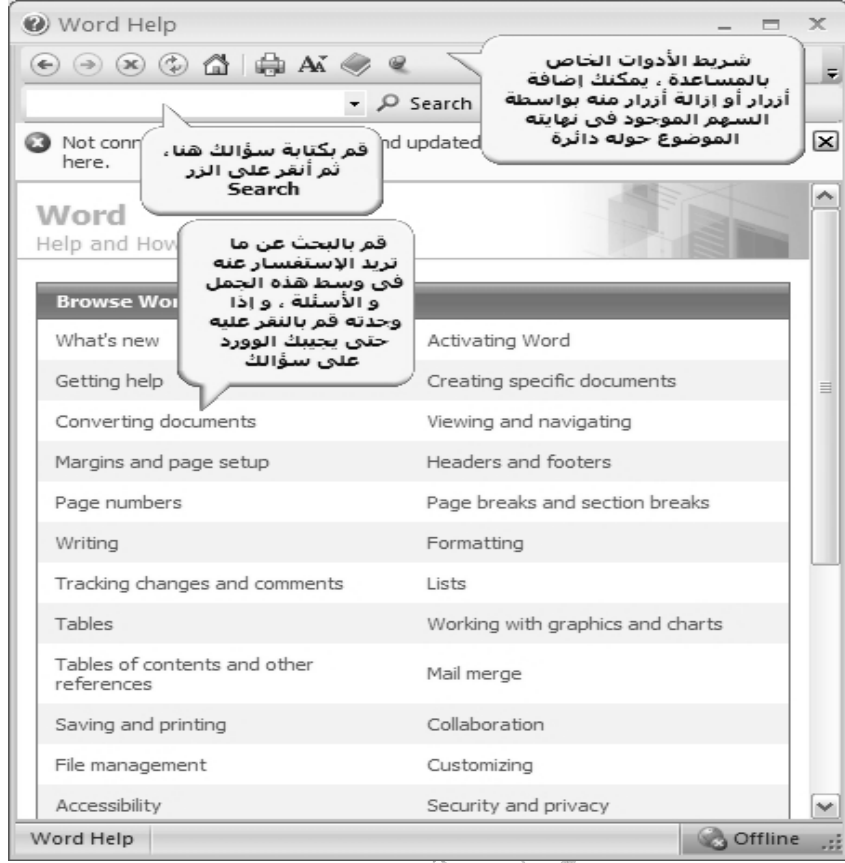 Word Help
شريط الأدوات الخاص
بالمساعدة ، يمكنك إضافة
أزرار أو إزالة أزرار منه بواسطة
السهم الموجود فى نهايته
الموضوع حوله دائرة
Search
Not conn
nd updated
here.
قم بكتابة سؤالك هنا،
ثم أنقر على الزر
Search
Word
Help and How
قم بالبحث عن ما
تريد الإستفسار عنه
فى وسط هذه الجمل
و الأسئلة ، و إذا
وجدته قم بالنقر عليه
حتى يجيبك الوورد
على سؤالك
Browse Wor
What's new
Activating Word
Getting help
Creating specific documents
Converting documents
Viewing and navigating
Margins and page setup
Headers and footers
Page numbers
Page breaks and section breaks
Writing
Formatting
Tracking changes and comments
Lists
Tables
Working with graphics and charts
Tables of contents and other
references
Mail merge
Saving and printing
Collaboration
File management
Customizing
Accessibility
Security and privacy
Word Help
Offline